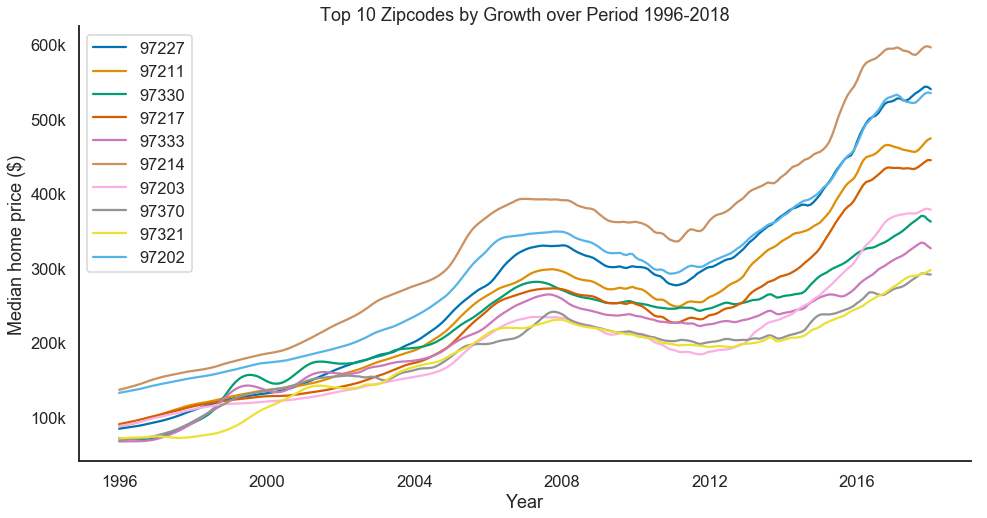 Top 10 Zipcodes by Growth over Period 1996-2018
Median home price ($)
600k
500k
400k
300k
200k
100k
97227
97211
97330
97217
97333
97214
97203
97370
97321
97202
1996 2000 2004 2008 2012 2016
Year